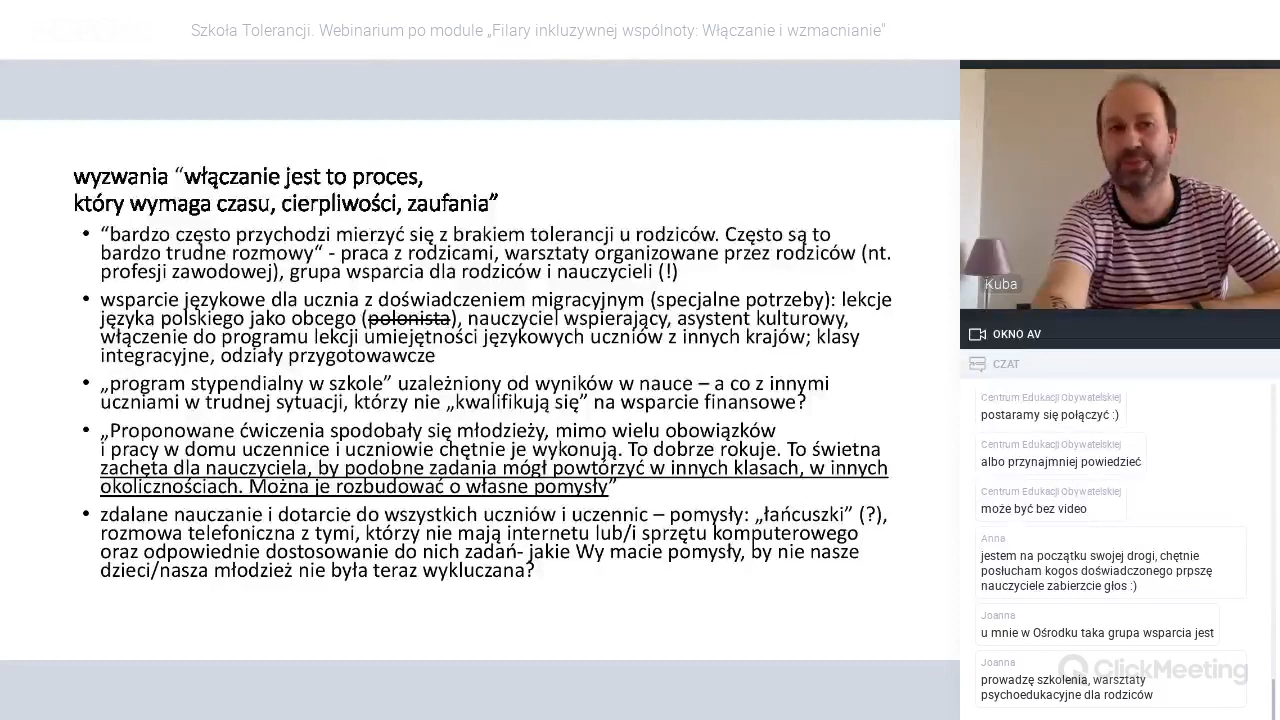 Szkoła Tolerancji. Webinarium po module „Filary inkluzywnej wspólnoty: Włączanie i wzmacnianie"
wyzwania “włączanie jest to proces,
który wymaga czasu, cierpliwości, zaufania”
• “bardzo często przychodzi mierzyć się z brakiem tolerancji u rodziców. Często są to
bardzo trudne rozmowy“ - praca z rodzicami, warsztaty organizowane przez rodziców (nt.
profesji zawodowej), grupa wsparcia dla rodziców i nauczycieli (!)
• wsparcie językowe dla ucznia z doświadczeniem migracyjnym (specjalne potrzeby): lekcje
języka polskiego jako obcego (polonista), nauczyciel wspierający, asystent kulturowy,
włączenie do programu lekcji umiejętności językowych uczniów z innych krajów; klasy
integracyjne, odziały przygotowawcze
• „program stypendialny w szkole” uzależniony od wyników w nauce – a co z innymi
uczniami w trudnej sytuacji, którzy nie „kwalifikują się” na wsparcie finansowe?
• „Proponowane ćwiczenia spodobały się młodzieży, mimo wielu obowiązków
i pracy w domu uczennice i uczniowie chętnie je wykonują. To dobrze rokuje. To świetna
zachęta dla nauczyciela, by podobne zadania mógł powtórzyć w innych klasach, w innych
okolicznościach. Można je rozbudować o własne pomysły”
• zdalane nauczanie i dotarcie do wszystkich uczniów i uczennic – pomysły: „łańcuszki” (?),
rozmowa telefoniczna z tymi, którzy nie mają internetu lub/i sprzętu komputerowego
oraz odpowiednie dostosowanie do nich zadań- jakie Wy macie pomysły, by nie nasze
dzieci/nasza młodzież nie była teraz wykluczana?
Kuba
OKNO AV
CZAT
Centrum Edukacji Obywatelskiej
postaramy się połączyć :)
Centrum Edukacji Obywatelskiej
albo przynajmniej powiedzieć
Centrum Edukacji Obywatelskiej
może być bez video
Anna
jestem na początku swojej drogi, chętnie
posłucham kogos doświadczonego prpszę
nauczyciele zabierzcie głos :)
Joanna
u mnie w Ośrodku taka grupa wsparcia jest
Joanna
prowadzę szkolenia, warsztaty
psychoedukacyjne dla rodziców
ClickMeeting